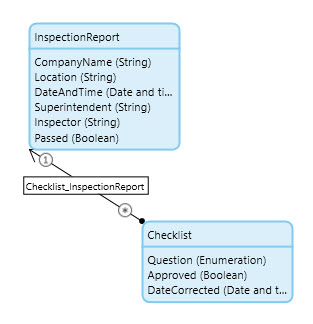 InspectionReport
CompanyName (String)
Location (String)
DateAndTime (Date and ti...
Superintendent (String)
Inspector (String)
Passed (Boolean)
1
Checklist_InspectionReport
*
Checklist
Question (Enumeration)
Approved (Boolean)
DateCorrected (Date and t...